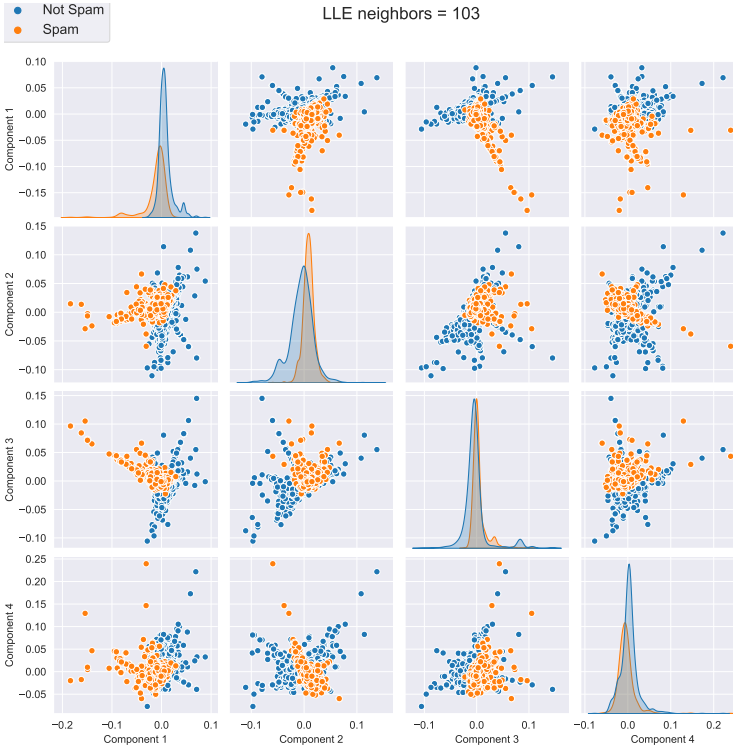 LLE neighbors = 103
Not Spam
Spam
0.10
0.05
0.00
−0.05
−0.10
−0.15
Component 1
0.15
0.10
0.05
0.00
−0.05
−0.10
Component 2
0.15
0.10
0.05
0.00
−0.05
−0.10
Component 3
0.25
0.20
0.15
0.10
0.05
0.00
−0.05
Component 4
−0.2 −0.1 0.0 0.1
Component 1
−0.1 0.0 0.1
Component 2
−0.1 0.0 0.1
Component 3
−0.1 0.0 0.1 0.2
Component 4